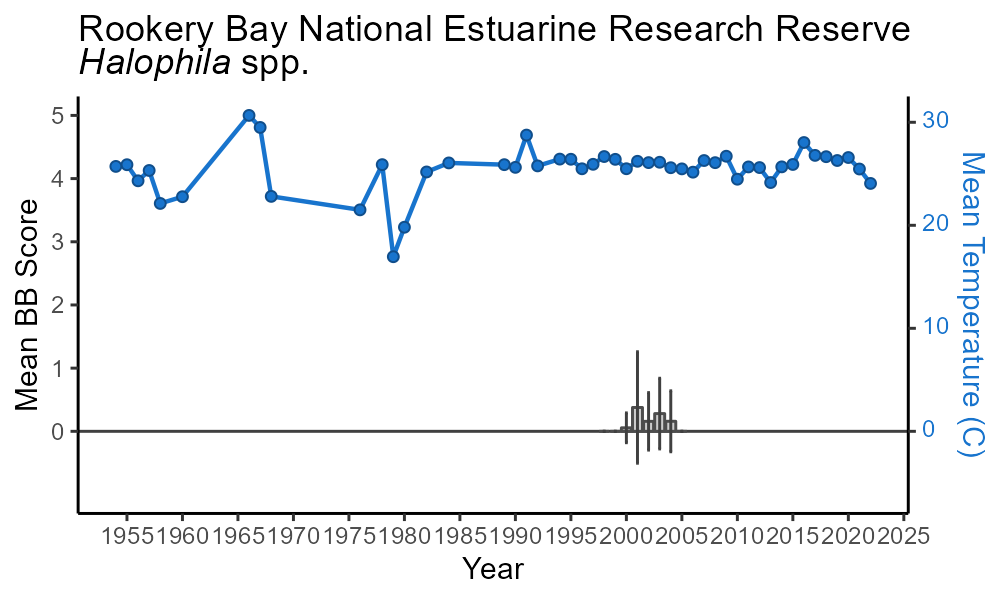 Rookery Bay National Estuarine Research Reserve
Halophila spp.
5
4
3
2
1
0
Mean BB Score
30
20
10
0
Mean Temperature (C)
1955 1960 1965 1970 1975 1980 1985 1990 1995 2000 2005 2010 2015 2020 2025
Year